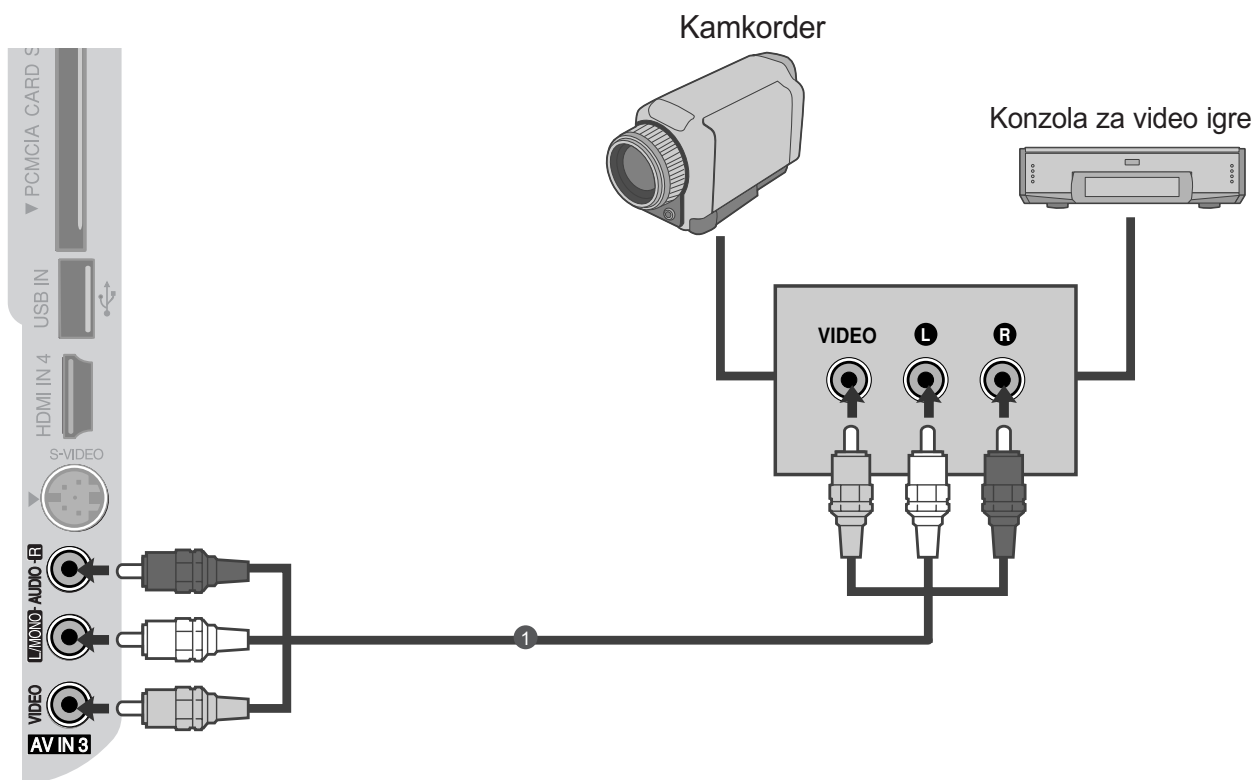 Kamkorder
Konzola za video igre
PCMCIA CARD
USB IN
HDMI IN 4
S-VIDEO
L/MONO- AUDIO -R
VIDEO
AV IN 3
VIDEO
L
R
1